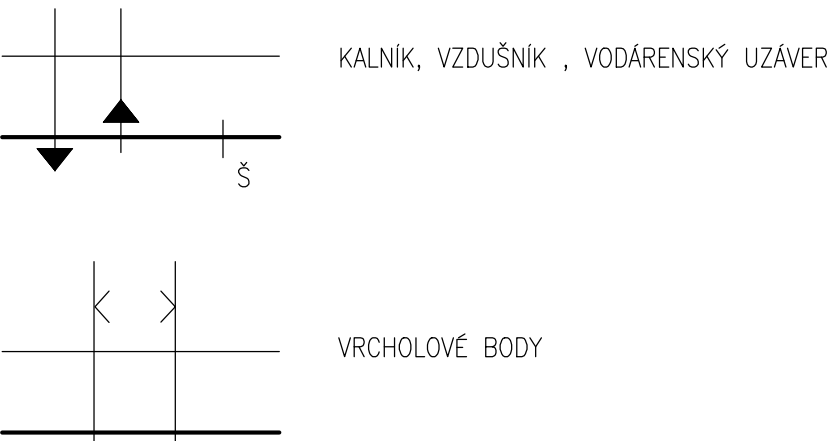 KALNÍK, VZDUŠNÍK , VODÁRENSKÝ UZÁVER
Š
VRCHOLOVÉ BODY